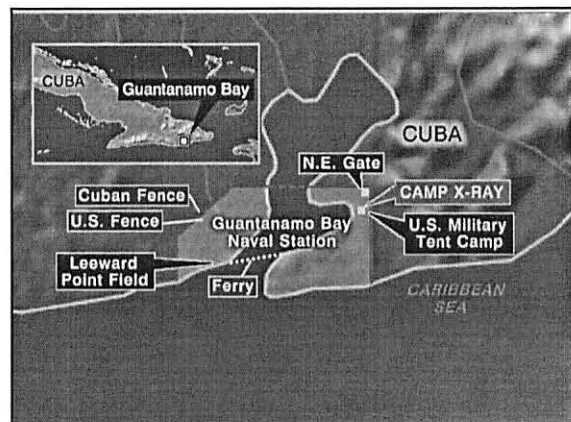 CUBA
Guantanamo Bay
CUBA
N.E. Gate
CAMP X-RAY
Cuban Fence
U.S. Fence
Guantanamo Bay
Naval Station
U.S. Military
Tent Camp
Leeward
Point Field
Ferry
CARIBBEAN
SEA